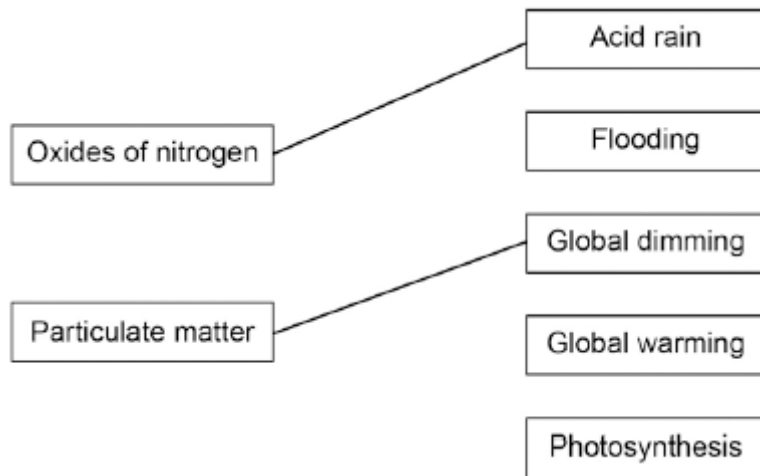 Acid rain
Oxides of nitrogen
Flooding
Global dimming
Particulate matter
Global warming
Photosynthesis